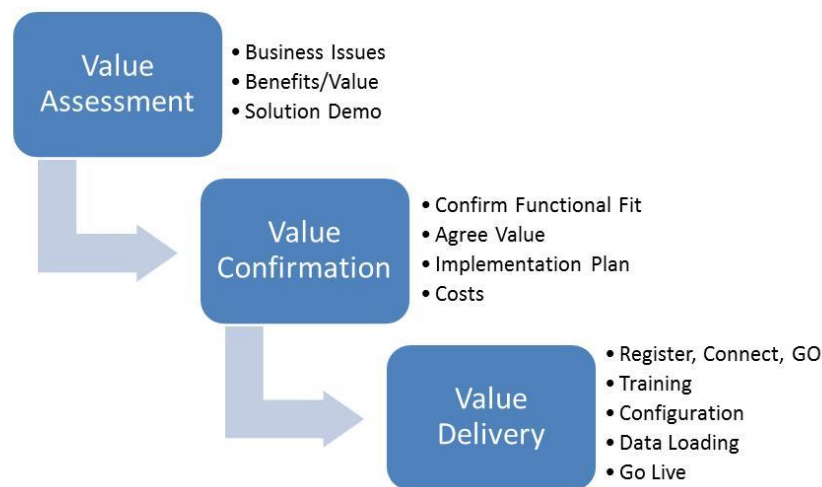 Value
Assessment
• Business Issues
• Benefits/Value
• Solution Demo
Value
Confirmation
• Confirm Functional Fit
• Agree Value
• Implementation Plan
• Costs
Value
Delivery
• Register, Connect, GO
• Training
• Configuration
• Data Loading
• Go Live